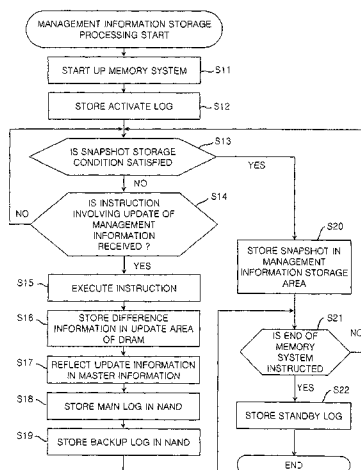 MANAGEMENT INFORMATION STORAGE
PROCESSING START
START UP MEMORY SYSTEM
S11
STORE ACTIVATE LOG
S12
IS SNAPSHOT STORAGE
CONDITION SATISFIED
S13
YES
NO
IS INSTRUCTION
INVOLVING UPDATE OF
MANAGEMENT
INFORMATION
RECEIVED ?
S14
NO
YES
S15
EXECUTE INSTRUCTION
S16
STORE DIFFERENCE
INFORMATION IN UPDATE AREA
OF DRAM
S17
REFLECT UPDATE INFORMATION
IN MASTER INFORMATION
S18
STORE MAIN LOG IN NAND
S19
STORE BACKUP LOG IN NAND
S20
STORE SNAPSHOT IN
MANAGEMENT
INFORMATION STORAGE
AREA
S21
IS END OF
MEMORY
SYSTEM
INSTRUCTED
NO
YES
S22
STORE STANDBY LOG
END